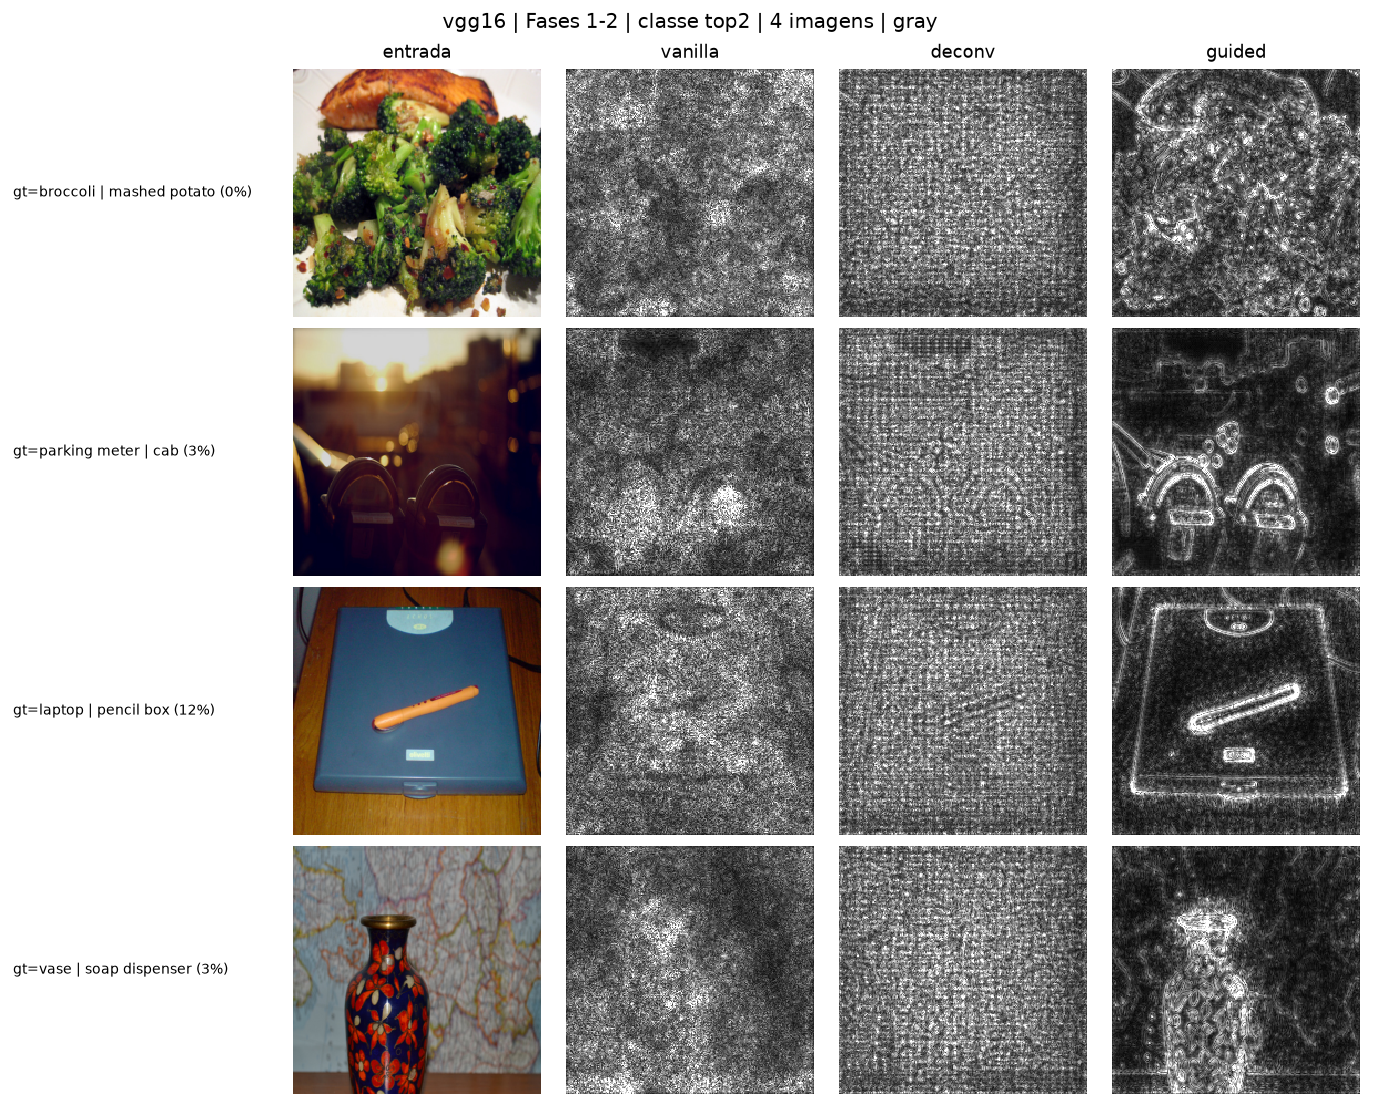 vgg16 | Fases 1-2 | classe top2 | 4 imagens | gray
entrada vanilla deconv guided
gt=broccoli | mashed potato (0%)
gt=parking meter | cab (3%)
gt=laptop | pencil box (12%)
gt=vase | soap dispenser (3%)